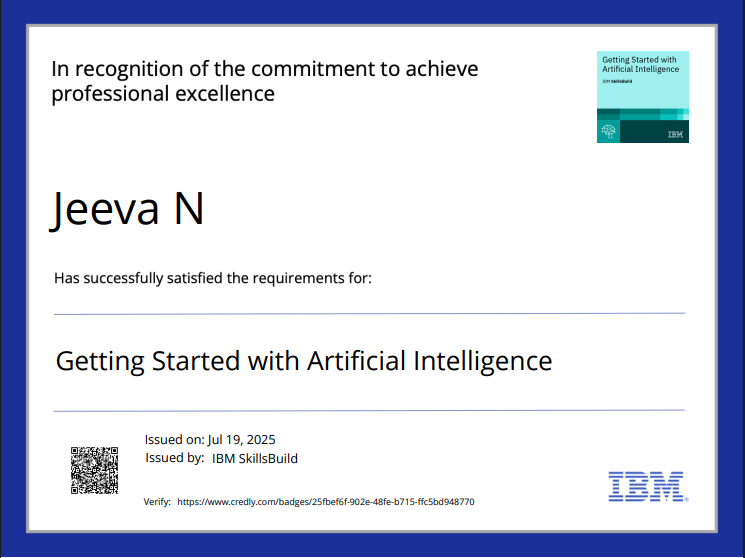 In recognition of the commitment to achieve
professional excellence
Getting Started with
Artificial Intelligence
IBM SkillsBuild
IBM
Jeeva N
Has successfully satisfied the requirements for:
Getting Started with Artificial Intelligence
Issued on: Jul 19, 2025
Issued by: IBM SkillsBuild
Verify: https://www.credly.com/badges/25fbef6f-902e-48fe-b715-ffc5bd948770
IBM®